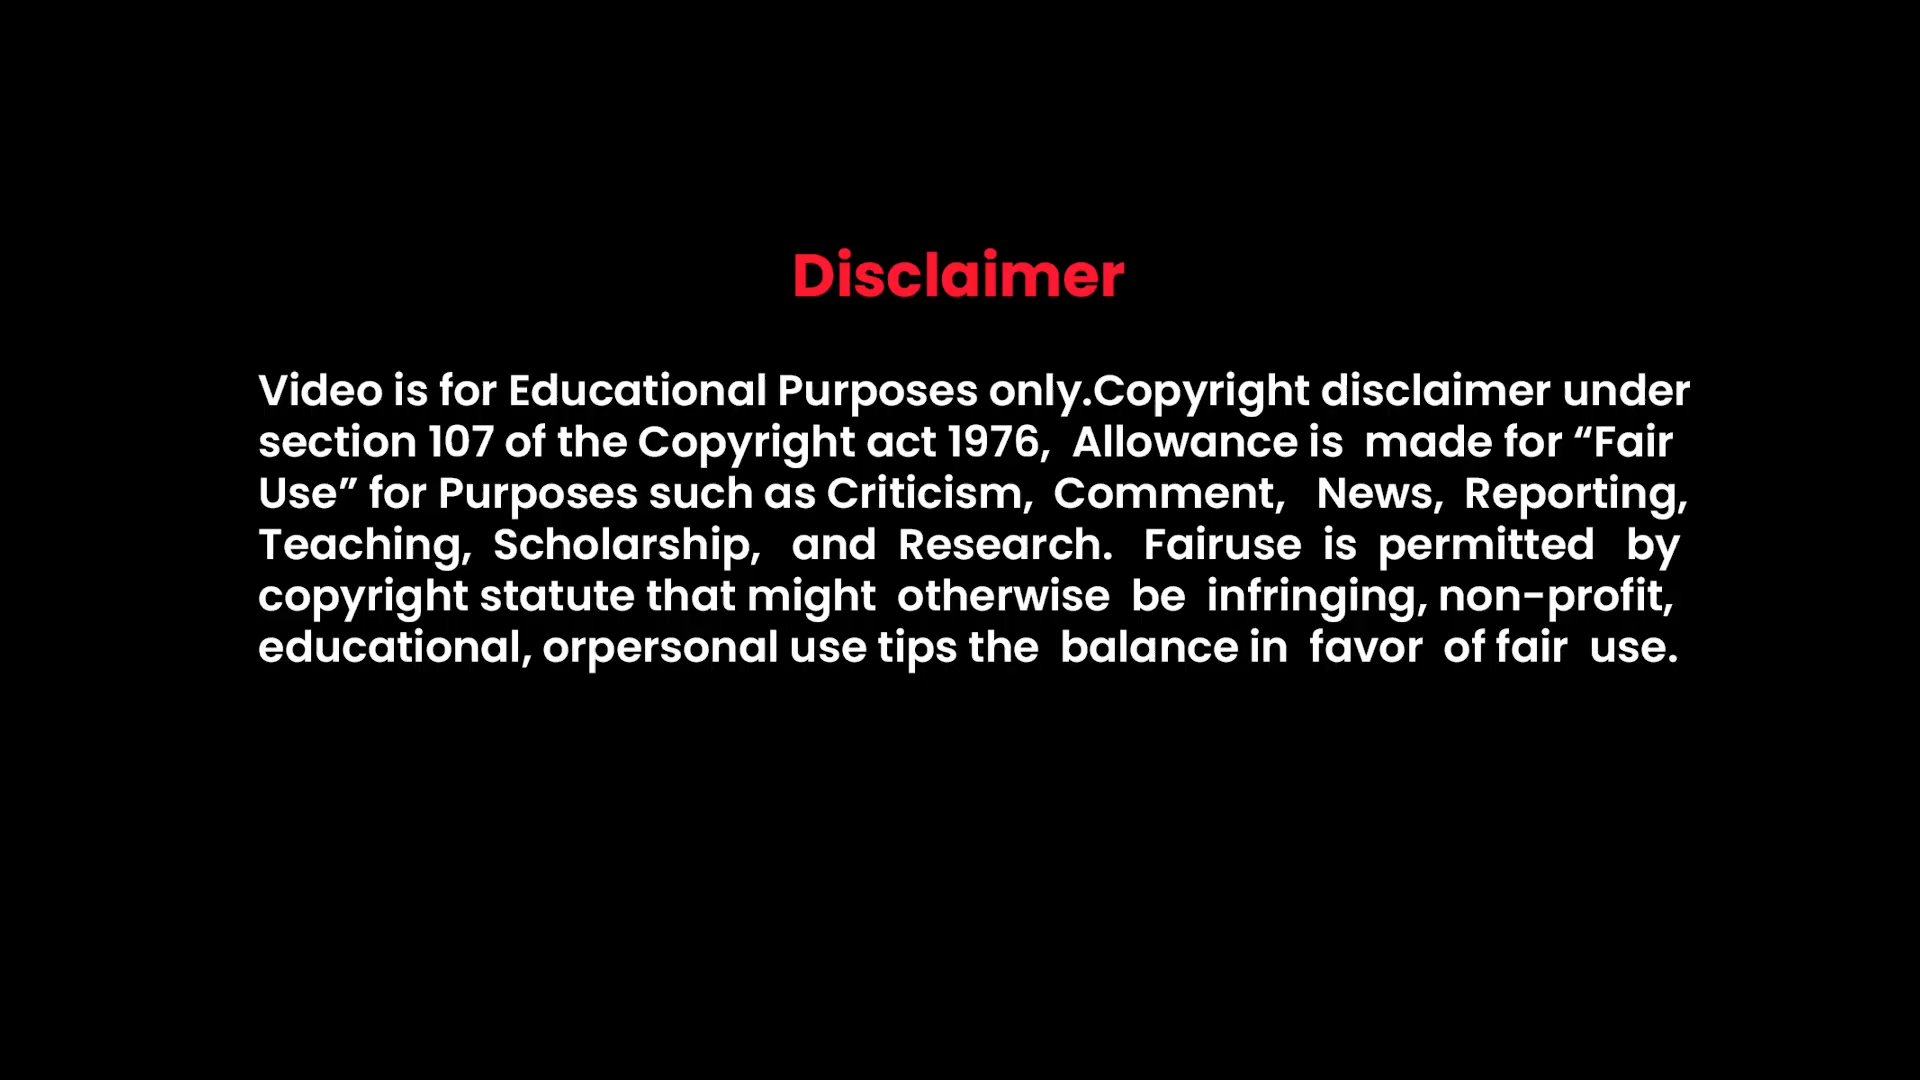 Disclaimer
Video is for Educational Purposes only.Copyright disclaimer under
section 107 of the Copyright act 1976, Allowance is made for “Fair
Use” for Purposes such as Criticism, Comment, News, Reporting,
Teaching, Scholarship, and Research. Fairuse is permitted by
copyright statute that might otherwise be infringing, non-profit,
educational, orpersonal use tips the balance in favor of fair use.